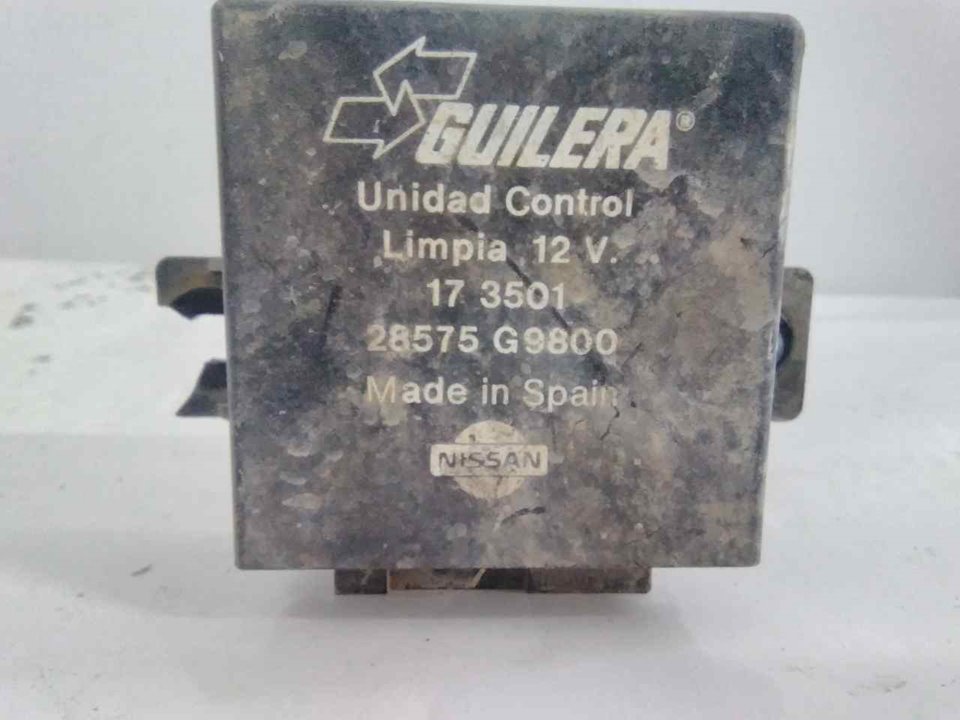 GUILERA®
Unidad Control
Limpia 12 V.
17 3501
28575 G9800
Made in Spain
NISSAN